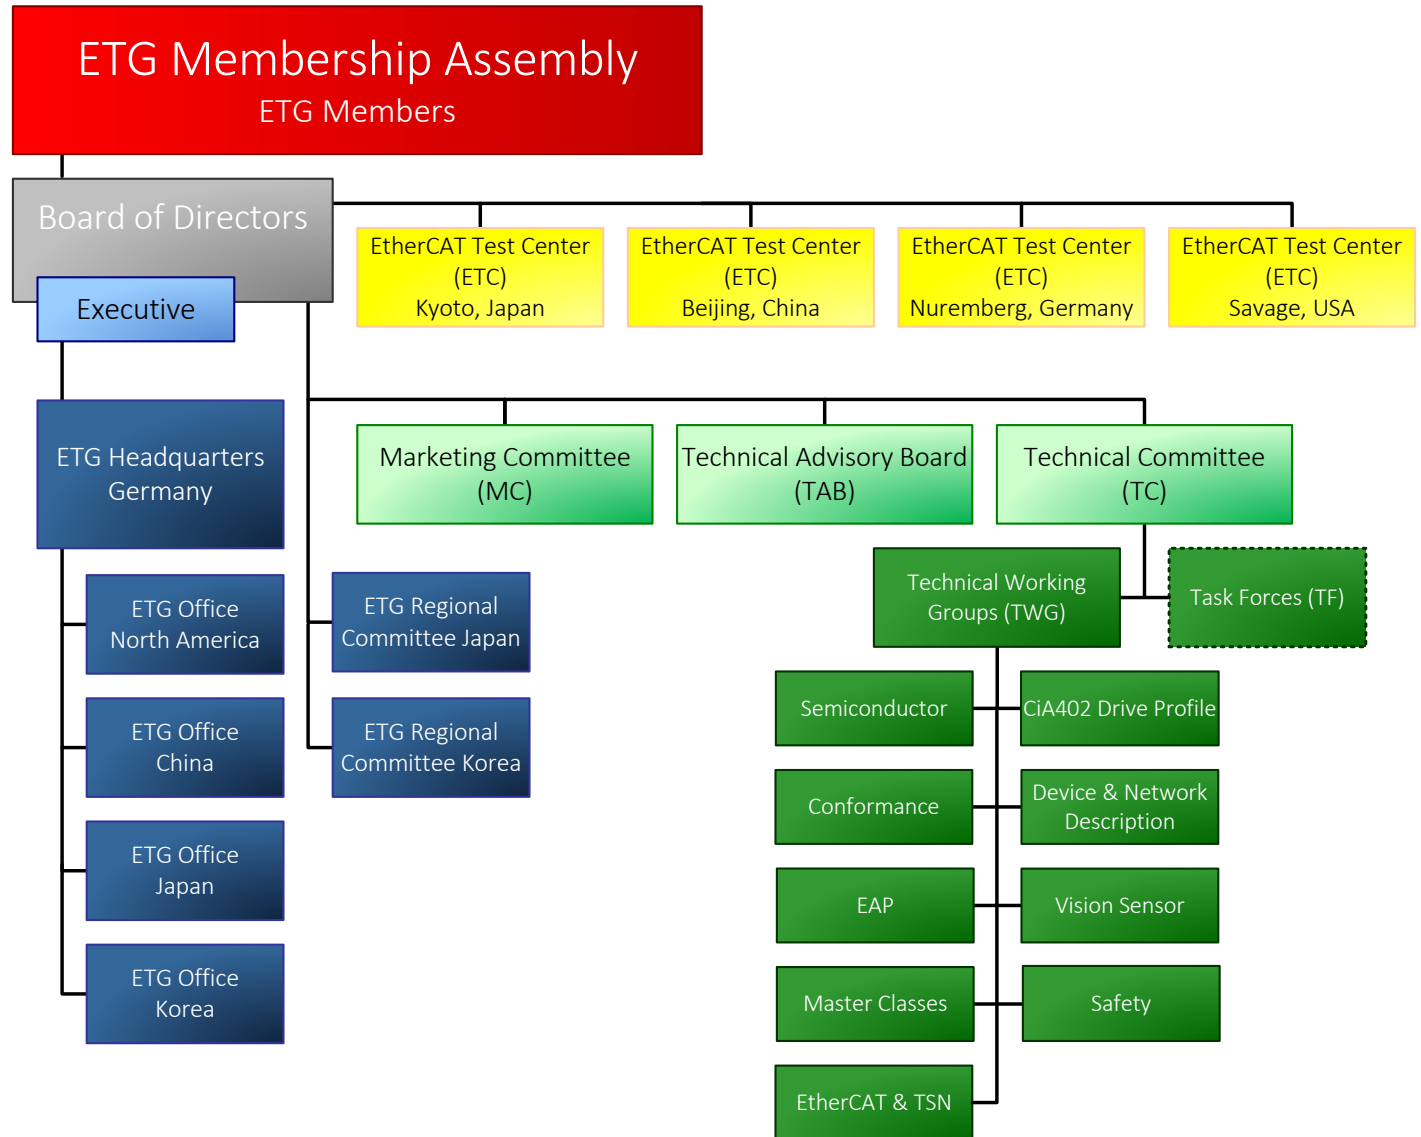 ETG Membership Assembly
ETG Members
Board of Directors
Executive
EtherCAT Test Center
(ETC)
Kyoto, Japan
EtherCAT Test Center
(ETC)
Beijing, China
EtherCAT Test Center
(ETC)
Nuremberg, Germany
EtherCAT Test Center
(ETC)
Savage, USA
ETG Headquarters
Germany
Marketing Committee
(MC)
Technical Advisory Board
(TAB)
Technical Committee
(TC)
ETG Office
North America
ETG Office
China
ETG Office
Japan
ETG Office
Korea
ETG Regional
Committee Japan
ETG Regional
Committee Korea
Technical Working
Groups (TWG)
Task Forces (TF)
Semiconductor
CiA402 Drive Profile
Conformance
Device & Network
Description
EAP
Vision Sensor
Master Classes
Safety
EtherCAT & TSN